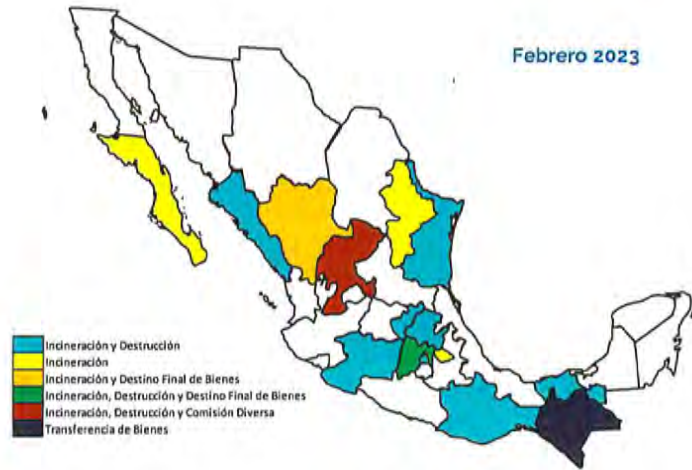 Febrero 2023
Incineración y Destrucción
Incineración
Incineración y Destino Final de Bienes
Incineración, Destrucción y Destino Final de Bienes
Incineración, Destrucción y Comisión Diversa
Transferencia de Bienes